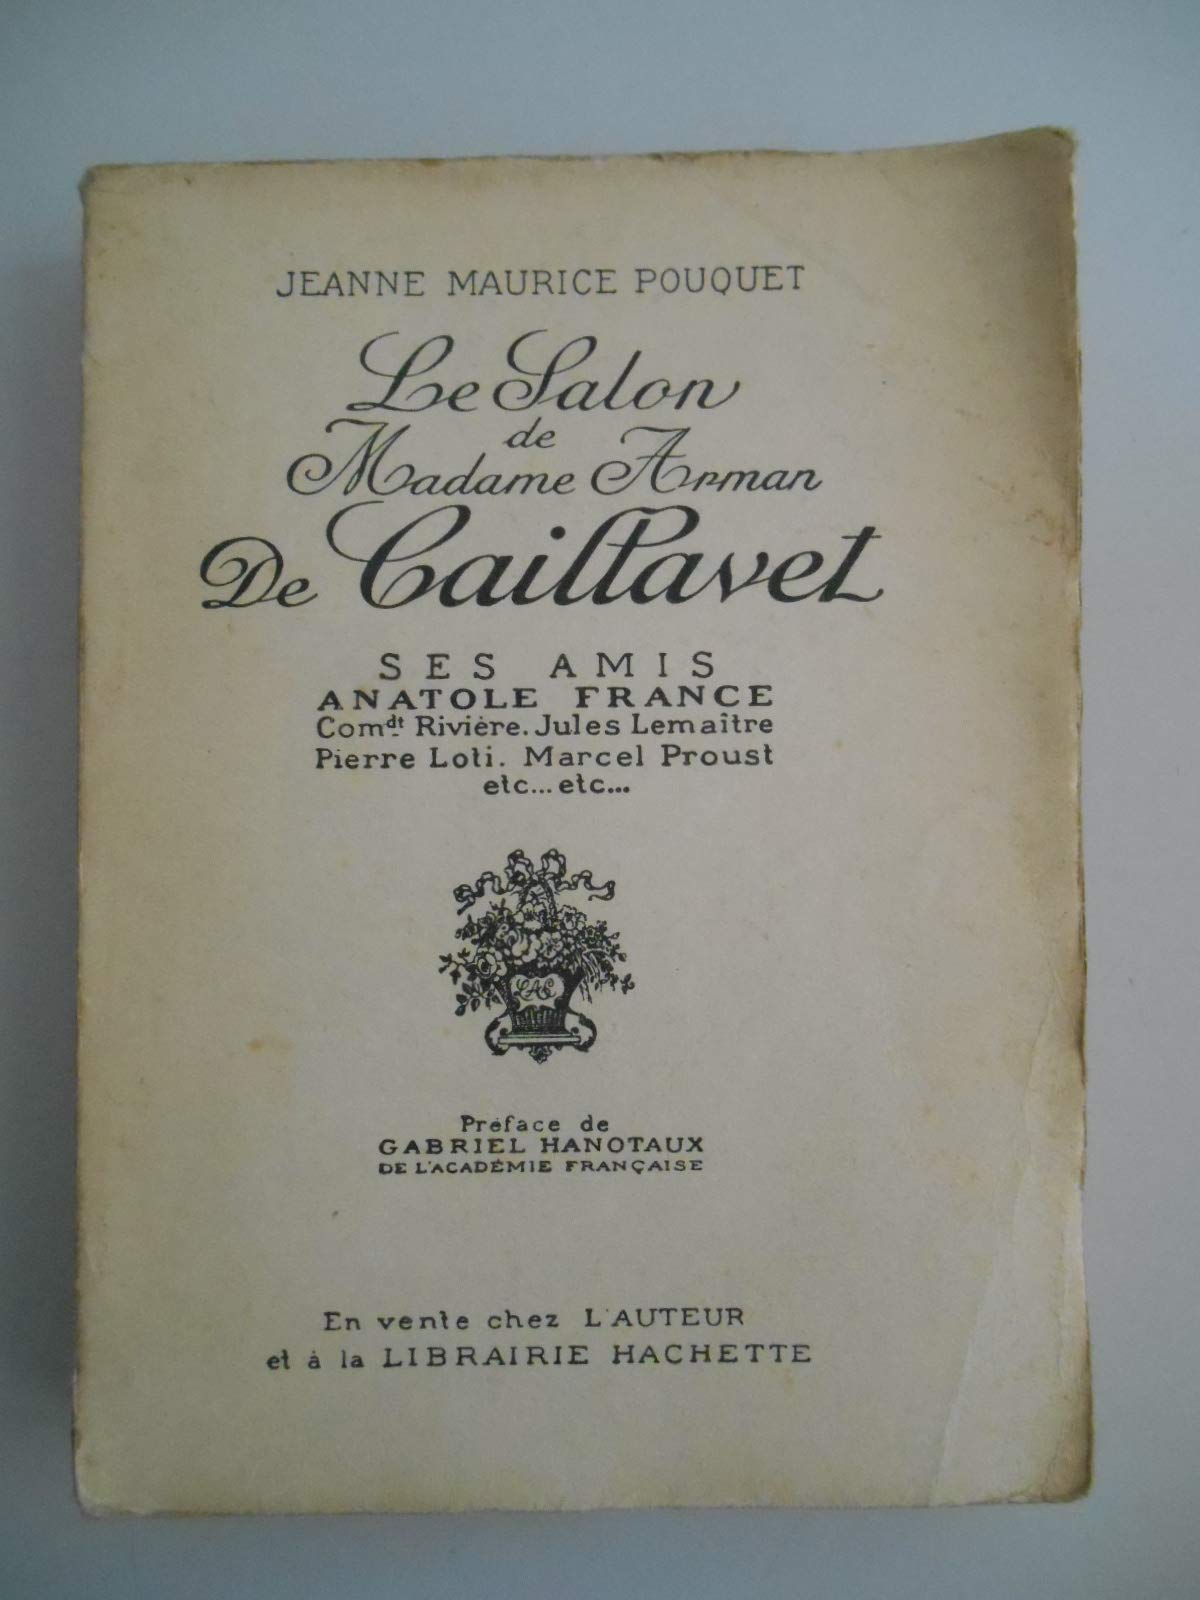 JEANNE MAURICE POUQUET
Le Salon
de
Madame Arman
De Caillavet
SES AMIS
ANATOLE FRANCE
Comdt Rivière. Jules Lemaître
Pierre Loti. Marcel Proust
etc... etc...
LAC
Préface de
GABRIEL HANOTAUX
DE L'ACADÉMIE FRANÇAISE
En vente chez L'AUTEUR
et à la LIBRAIRIE HACHETTE